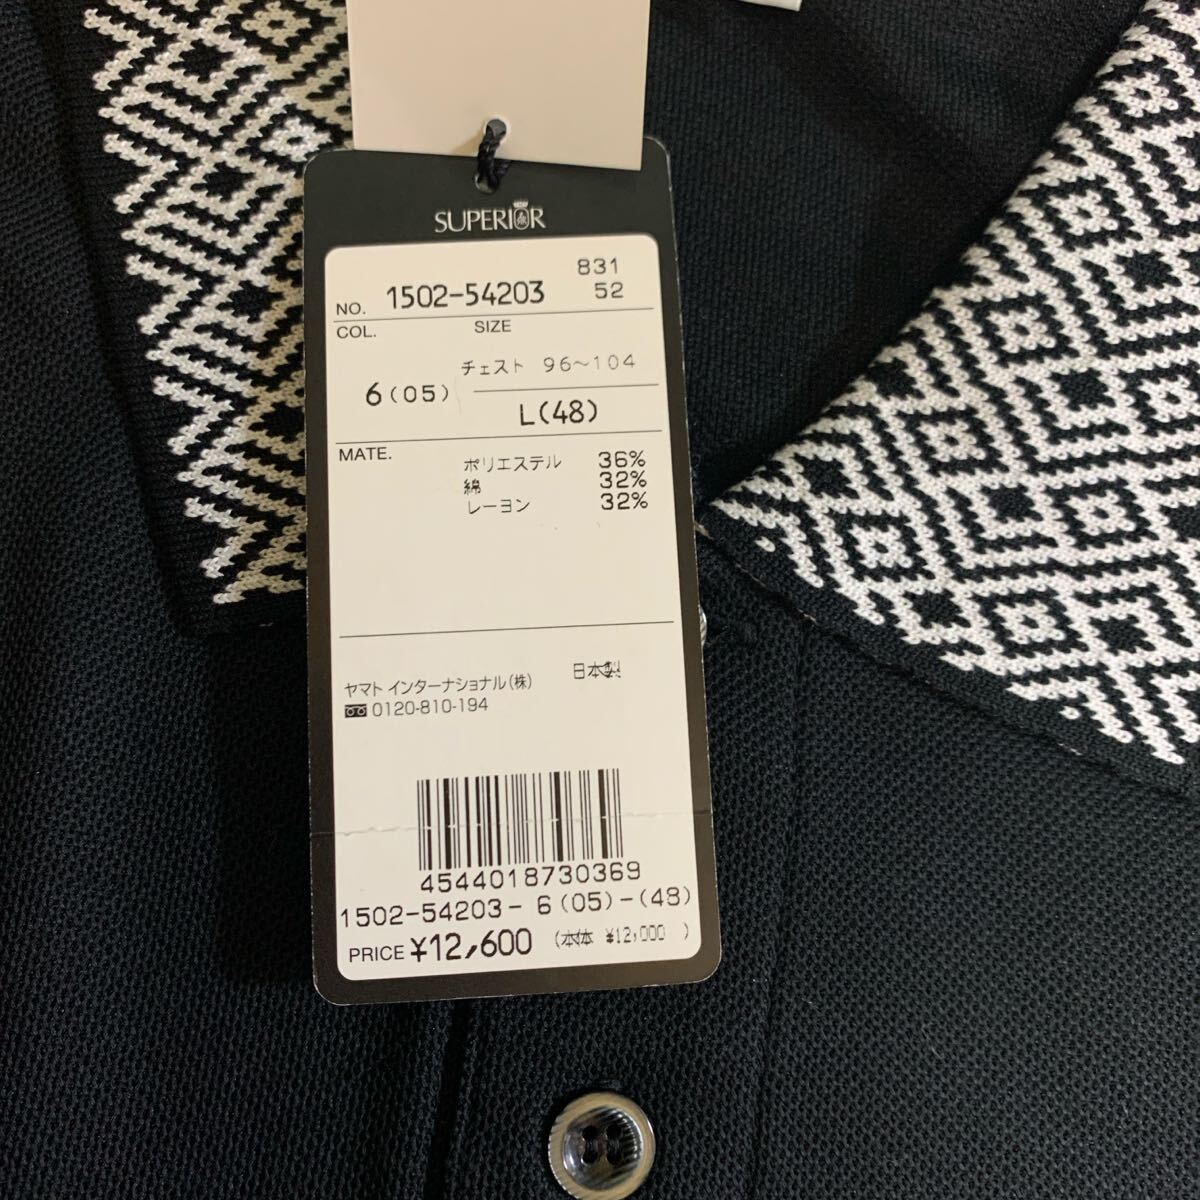 SUPERIOR
831
NO. 1502-54203 52
COL. SIZE
チェスト 96～104
6(05)
L(48)
MATE.
ポリエステル 36%
綿 32%
レーヨン 32%
日本製
ヤマト インターナショナル(株)
0120-810-194
4544018730369
1502-54203- 6(05)-(48)
PRICE ¥12,600 (本体 ¥12,000 )